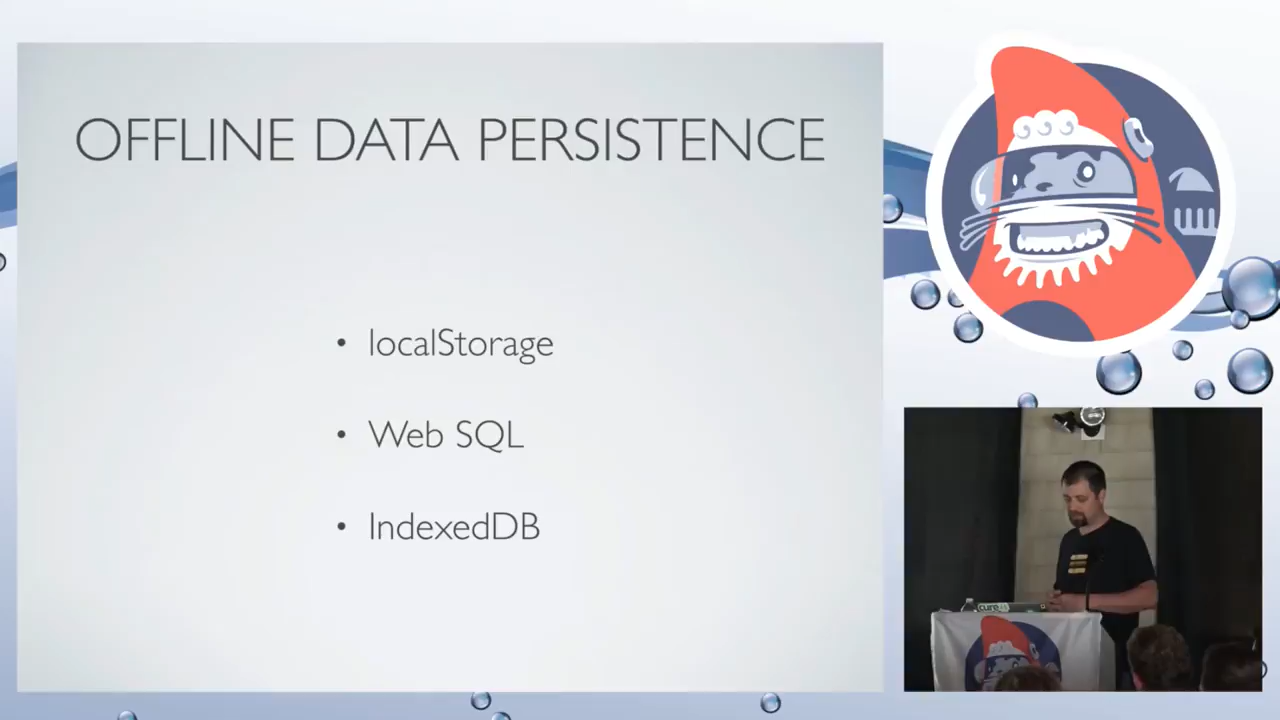 OFFLINE DATA PERSISTENCE
• localStorage
• Web SQL
• IndexedDB